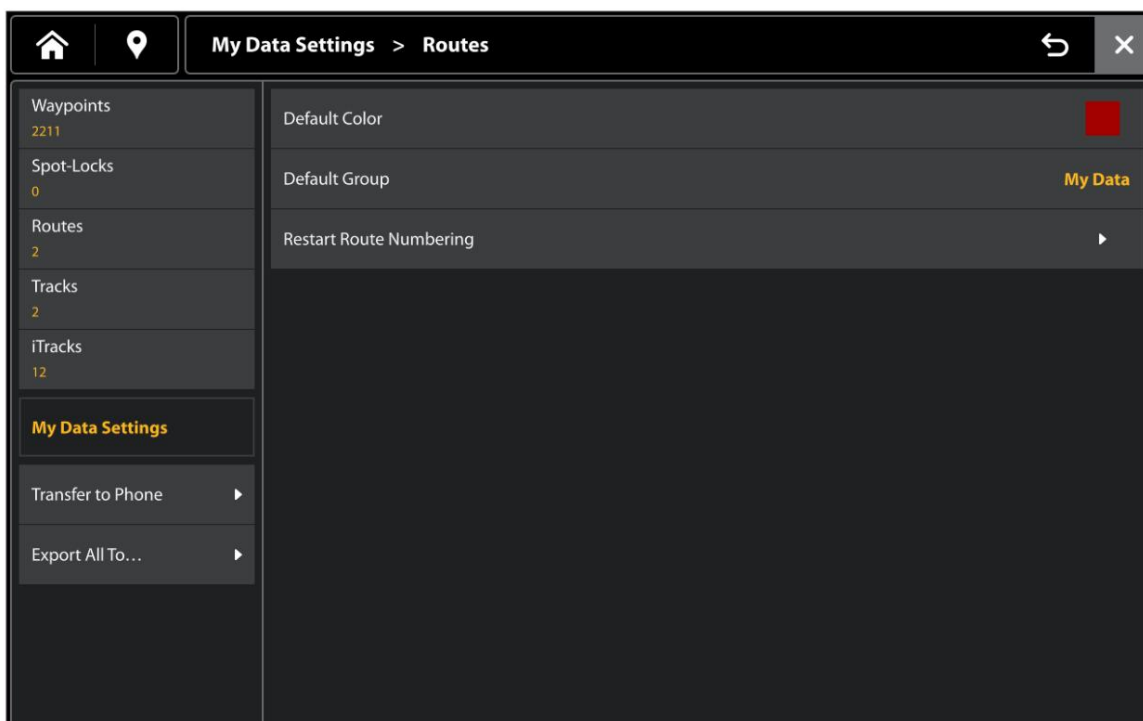 My Data Settings > Routes
Waypoints
2211
Spot-Locks
0
Routes
2
Tracks
2
iTracks
12
My Data Settings
Transfer to Phone
Export All To…
Default Color
Default Group
My Data
Restart Route Numbering